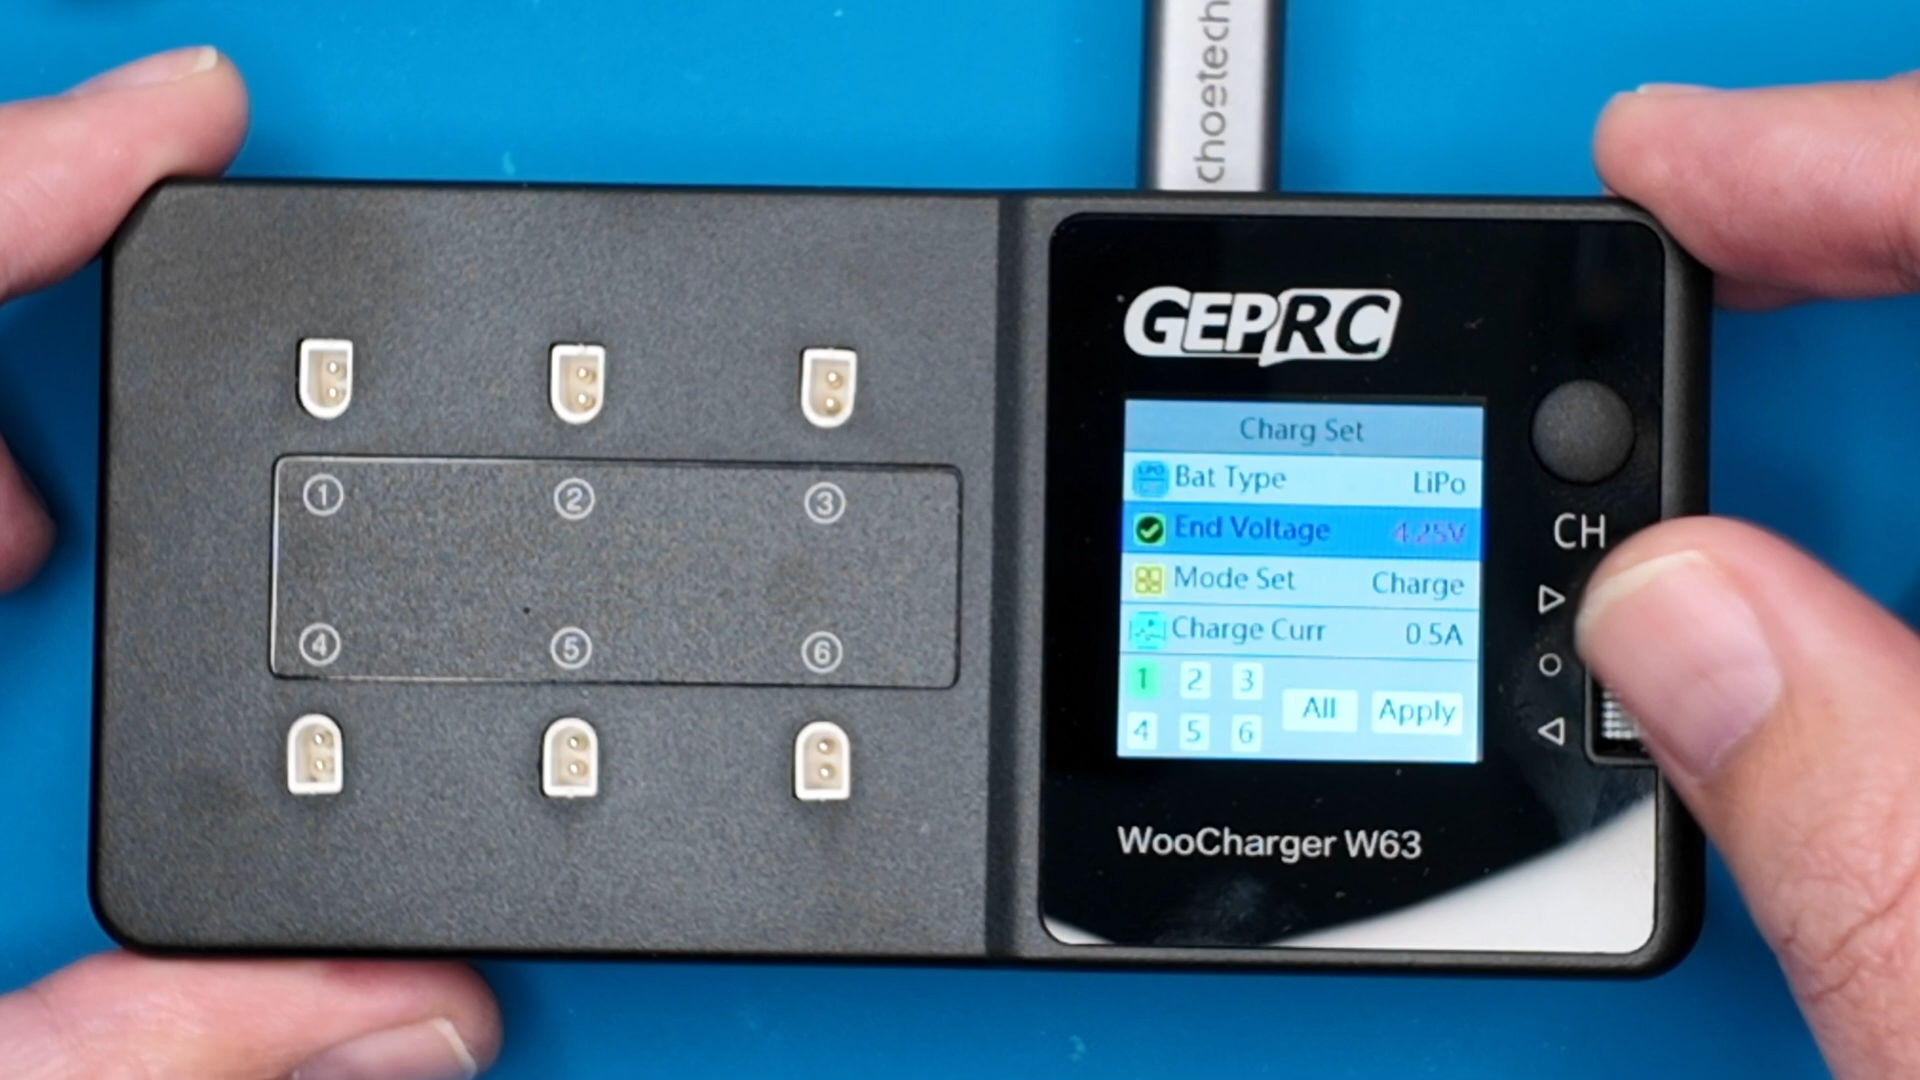 choetech
GEPRC
Charg Set
LiPo Bat Type LiPo
End Voltage 4.25V
Mode Set Charge
Charge Curr 0.5A
1 2 3
All Apply
4 5 6
CH
WooCharger W63
① ② ③
④ ⑤ ⑥